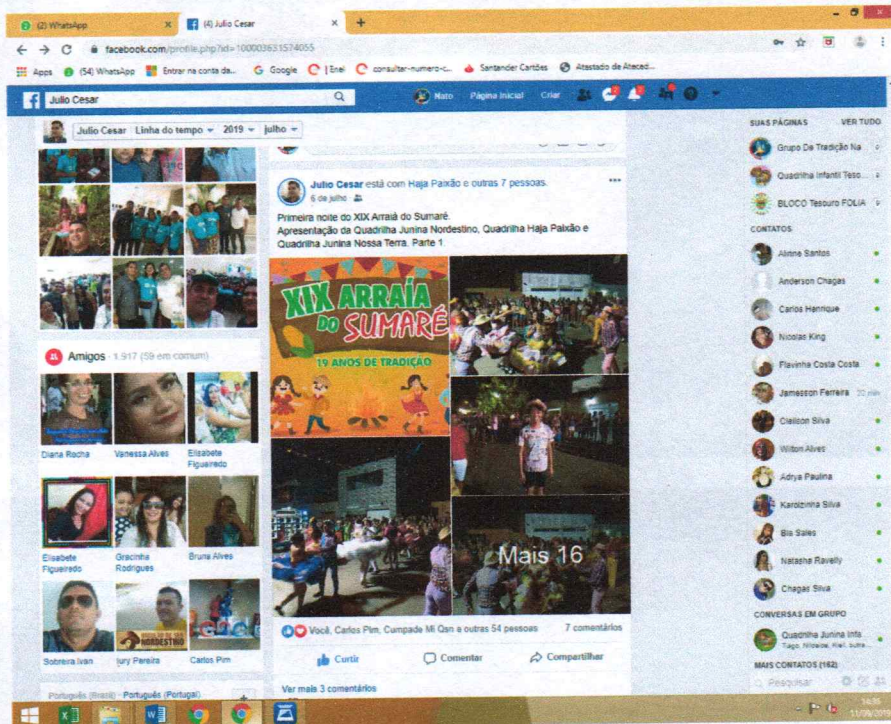 (2) WhatsApp
(4) Julio Cesar
facebook.com/profile.php?id=100003631574055
Apps
(54) WhatsApp
Entrar na conta da...
Google
| Enel
consultar-numero-c...
Santander Cartões
Atestado de Anteced...
Julio Cesar
Página Inicial
Criar
Julio Cesar
Linha do tempo
2019
julho
SUAS PÁGINAS
VER TUDO
Grupo De Tradição Na
Quadrilha Infantil Teso...
BLOCO Tesouro FOLIA
CONTATOS
Alinne Santos
Anderson Chagas
Carlos Henrique
Nicolas King
Flavinha Costa Costa
Jamesson Ferreira
Cleilson Silva
Wilton Alves
Adrya Paulina
Karolzinha Silva
Bia Sales
Natasha Ravelly
Chagas Silva
CONVERSAS EM GRUPO
Quadrilha Junina Infa...
MAIS CONTATOS (162)
Pesquisar
Julio Cesar está com Haja Paixão e outras 7 pessoas.
6 de julho
Primeira noite do XIX Arraiá do Sumaré.
Apresentação da Quadrilha Junina Nordestino, Quadrilha Haja Paixão e
Quadrilha Junina Nossa Terra. Parte 1.
XIX ARRAÍA
DO SUMARÉ
19 ANOS DE TRADIÇÃO
Mais 16
Você, Carlos Pim, Cumpade Mi Qsn e outras 54 pessoas
7 comentários
Curtir
Comentar
Compartilhar
Ver mais 3 comentários
Amigos · 1.917 (59 em comum)
Diana Rocha
Vanessa Alves
Elisabete
Figueiredo
Elisabete
Figueiredo
Gracinha
Rodrigues
Bruna Alves
NORDESTINO
Sobreira Ivan
Iury Pereira
Carlos Pim
Português (Brasil) · Português (Portugal)